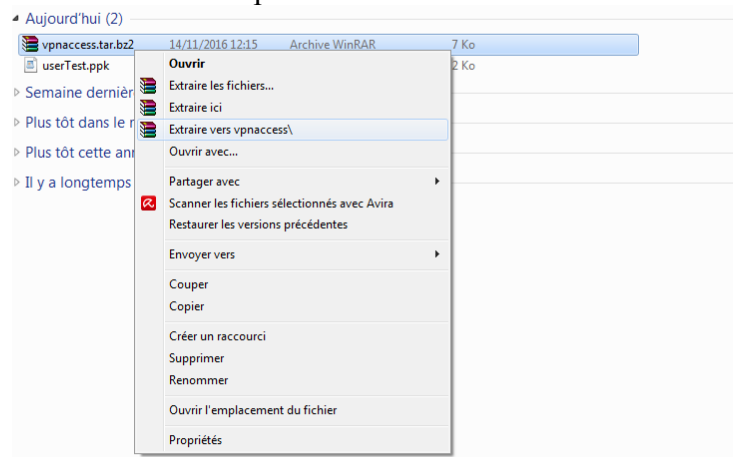 Aujourd'hui (2)
vpnaccess.tar.bz2 14/11/2016 12:15 Archive WinRAR 7 Ko
userTest.ppk 2 Ko
Ouvrir
Extraire les fichiers...
Semaine dernièr
Extraire ici
Plus tôt dans le
Extraire vers vpnaccess\
Ouvrir avec...
Plus tôt cette
Partager avec
Il y a longtemps
Scanner les fichiers sélectionnés avec Avira
Restaurer les versions précédentes
Envoyer vers
Couper
Copier
Créer un raccourci
Supprimer
Renommer
Ouvrir l'emplacement du fichier
Propriétés